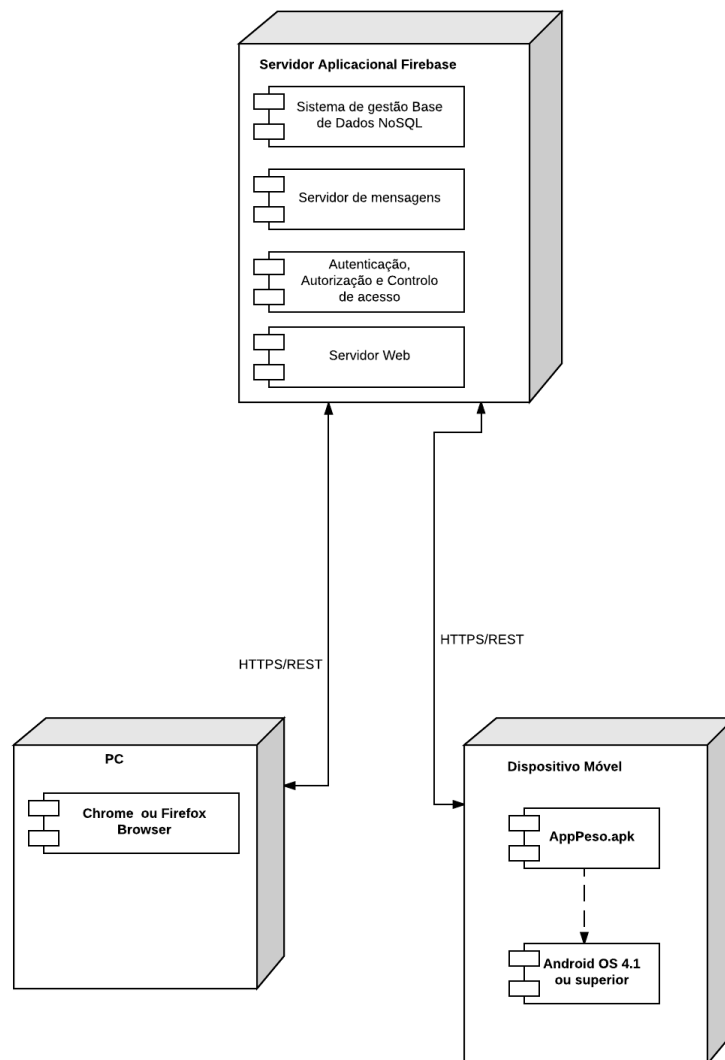 Servidor Aplicacional Firebase
Sistema de gestão Base
de Dados NoSQL
Servidor de mensagens
Autenticação,
Autorização e Controlo
de acesso
Servidor Web
HTTPS/REST
HTTPS/REST
PC
Chrome ou Firefox
Browser
Dispositivo Móvel
AppPeso.apk
Android OS 4.1
ou superior